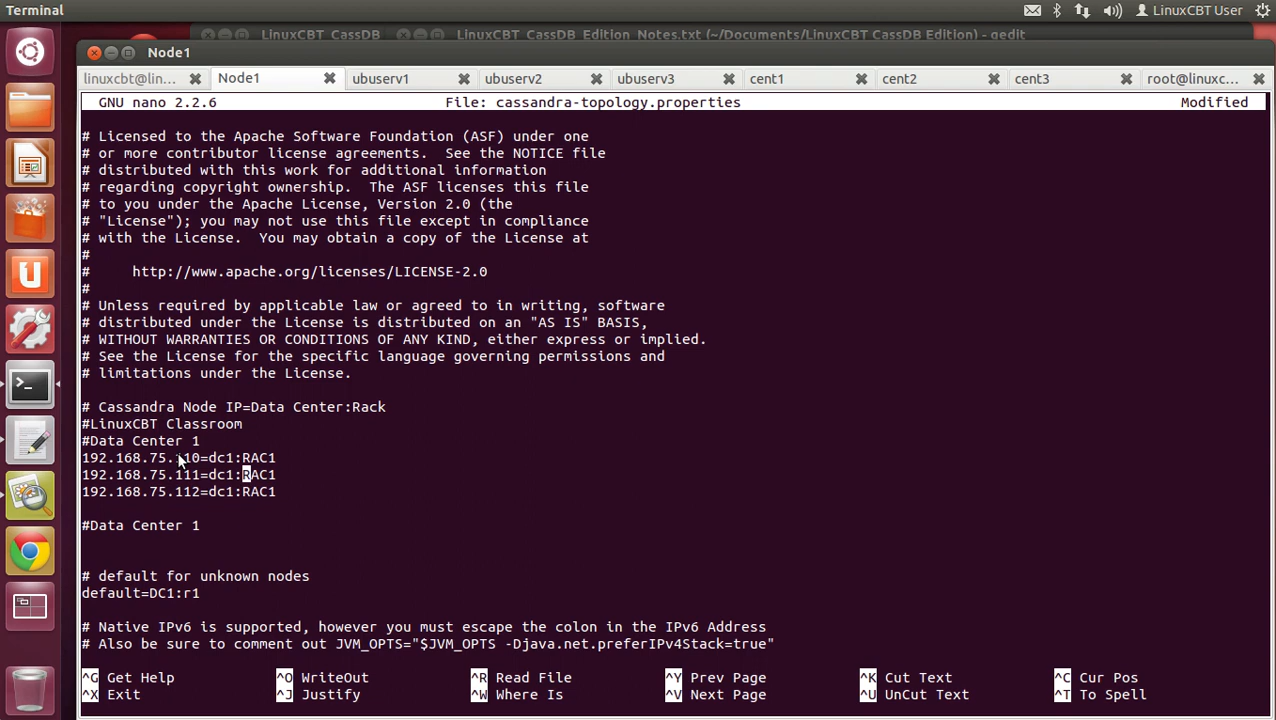 Terminal
LinuxCBT User
LinuxCBT CassDB
LinuxCBT CassDB Edition Notes.txt (~/Documents/LinuxCBT CassDB Edition) - gedit
Node1
linuxcbt@lin...
Node1
ubuserv1
ubuserv2
ubuserv3
cent1
cent2
cent3
root@linuxc...
GNU nano 2.2.6 File: cassandra-topology.properties Modified
# Licensed to the Apache Software Foundation (ASF) under one
# or more contributor license agreements.  See the NOTICE file
# distributed with this work for additional information
# regarding copyright ownership.  The ASF licenses this file
# to you under the Apache License, Version 2.0 (the
# "License"); you may not use this file except in compliance
# with the License.  You may obtain a copy of the License at
#
#     http://www.apache.org/licenses/LICENSE-2.0
#
# Unless required by applicable law or agreed to in writing, software
# distributed under the License is distributed on an "AS IS" BASIS,
# WITHOUT WARRANTIES OR CONDITIONS OF ANY KIND, either express or implied.
# See the License for the specific language governing permissions and
# limitations under the License.
# Cassandra Node IP=Data Center:Rack
#LinuxCBT Classroom
#Data Center 1
192.168.75.110=dc1:RAC1
192.168.75.111=dc1:RAC1
192.168.75.112=dc1:RAC1
#Data Center 1
# default for unknown nodes
default=DC1:r1
# Native IPv6 is supported, however you must escape the colon in the IPv6 Address
# Also be sure to comment out JVM_OPTS="$JVM_OPTS -Djava.net.preferIPv4Stack=true"
^G Get Help ^O WriteOut ^R Read File ^Y Prev Page ^K Cut Text ^C Cur Pos
^X Exit ^J Justify ^W Where Is ^V Next Page ^U UnCut Text ^T To Spell